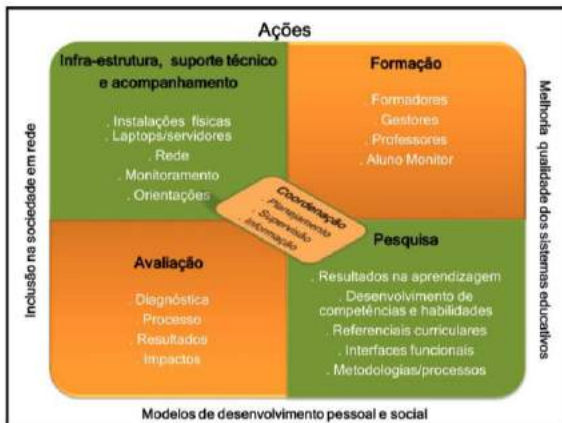 Ações
Infra-estrutura, suporte técnico
e acompanhamento
. Instalações físicas
. Laptops/servidores
. Rede
. Monitoramento
. Orientações
Formação
. Formadores
. Gestores
. Professores
. Aluno Monitor
Coordenação
. Planejamento
. Supervisão
. Informação
Avaliação
. Diagnóstica
. Processo
. Resultados
. Impactos
Pesquisa
. Resultados na aprendizagem
. Desenvolvimento de
competências e habilidades
. Referenciais curriculares
. Interfaces funcionais
. Metodologias/processos
Inclusão na sociedade em rede
Melhoria qualidade dos sistemas educativos
Modelos de desenvolvimento pessoal e social